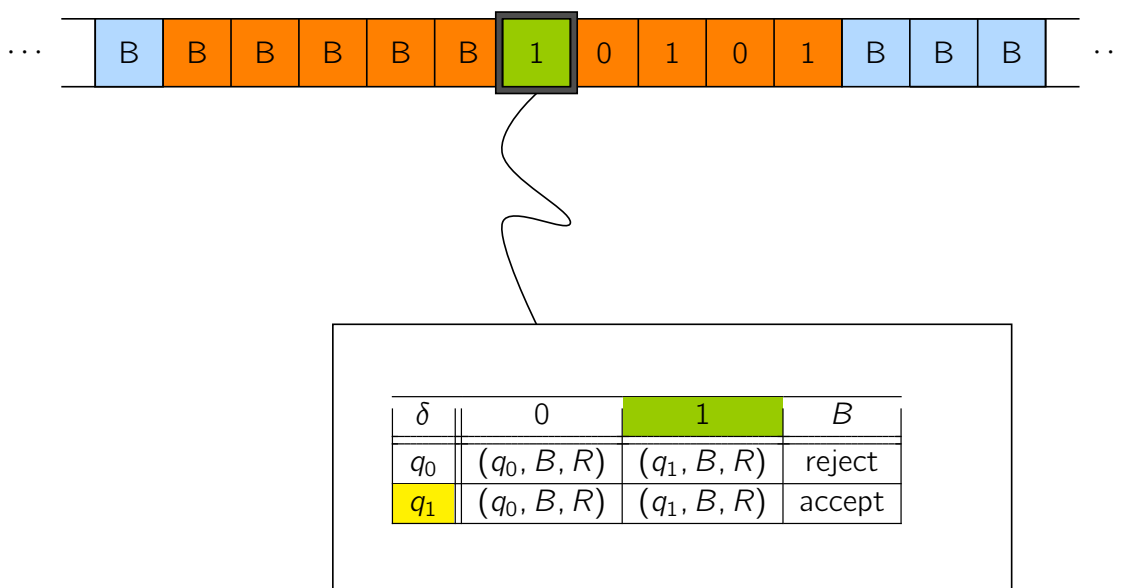 ··· B B B B B B 1 0 1 0 1 B B B ··
δ 0 1 B
q₀ (q₀, B, R) (q₁, B, R) reject
q₁ (q₀, B, R) (q₁, B, R) accept